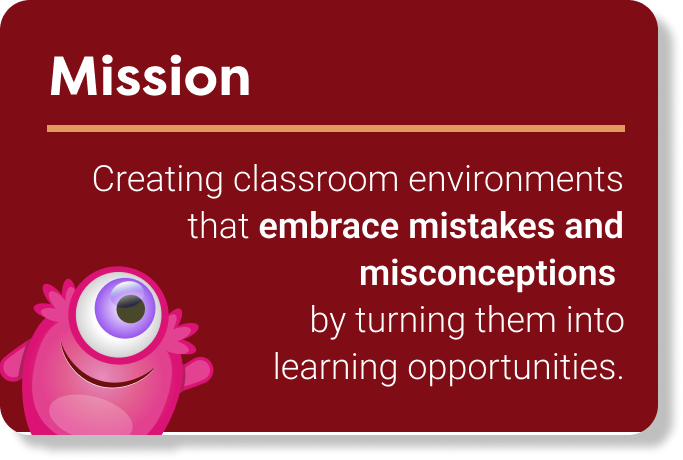 Mission
Creating classroom environments
that embrace mistakes and
misconceptions
by turning them into
learning opportunities.